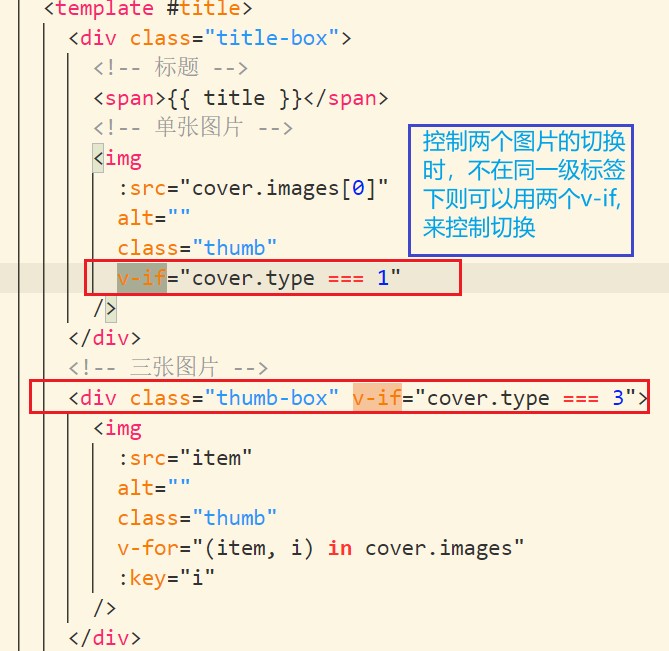 <template #title>
<div class="title-box">
<!-- 标题 -->
<span>{{ title }}</span>
<!-- 单张图片 -->
<img
:src="cover.images[0]"
alt=""
class="thumb"
v-if="cover.type === 1"
/>
</div>
<!-- 三张图片 -->
<div class="thumb-box" v-if="cover.type === 3">
<img
:src="item"
alt=""
class="thumb"
v-for="(item, i) in cover.images"
:key="i"
/>
</div>
控制两个图片的切换
时，不在同一级标签
下则可以用两个v-if,
来控制切换